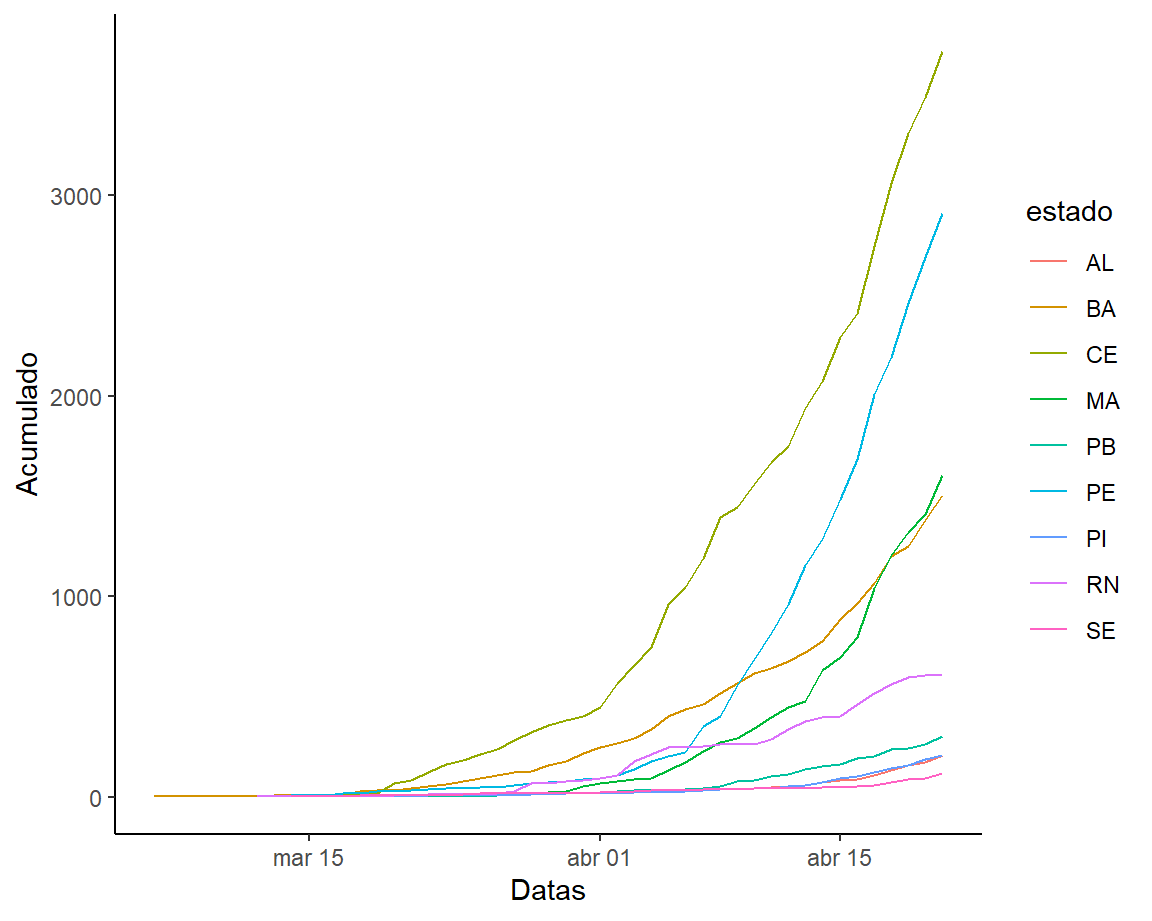 Acumulado
3000
2000
1000
0
mar 15
abr 01
abr 15
Datas
estado
AL
BA
CE
MA
PB
PE
PI
RN
SE